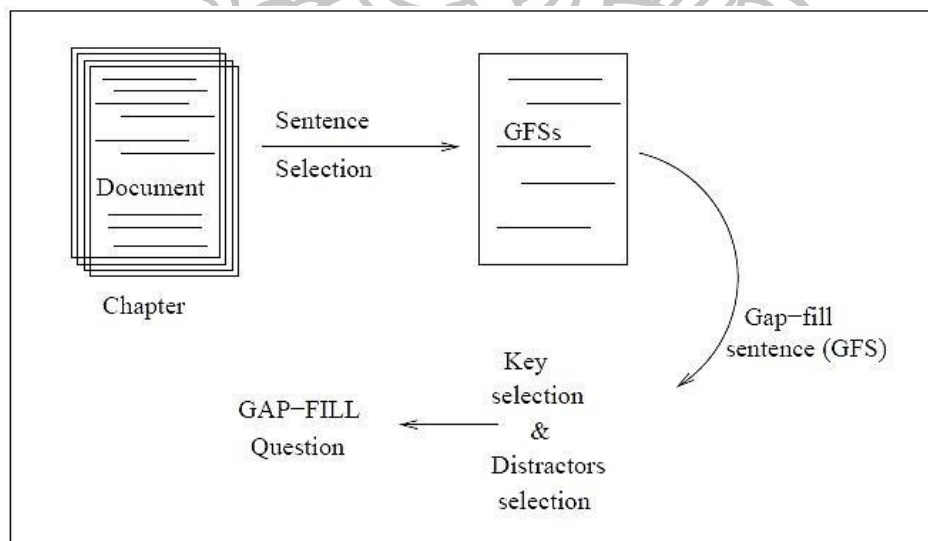 Sentence
Selection
Document
Chapter
GFSs
Gap−fill
sentence (GFS)
Key
selection
&
Distractors
selection
GAP−FILL
Question